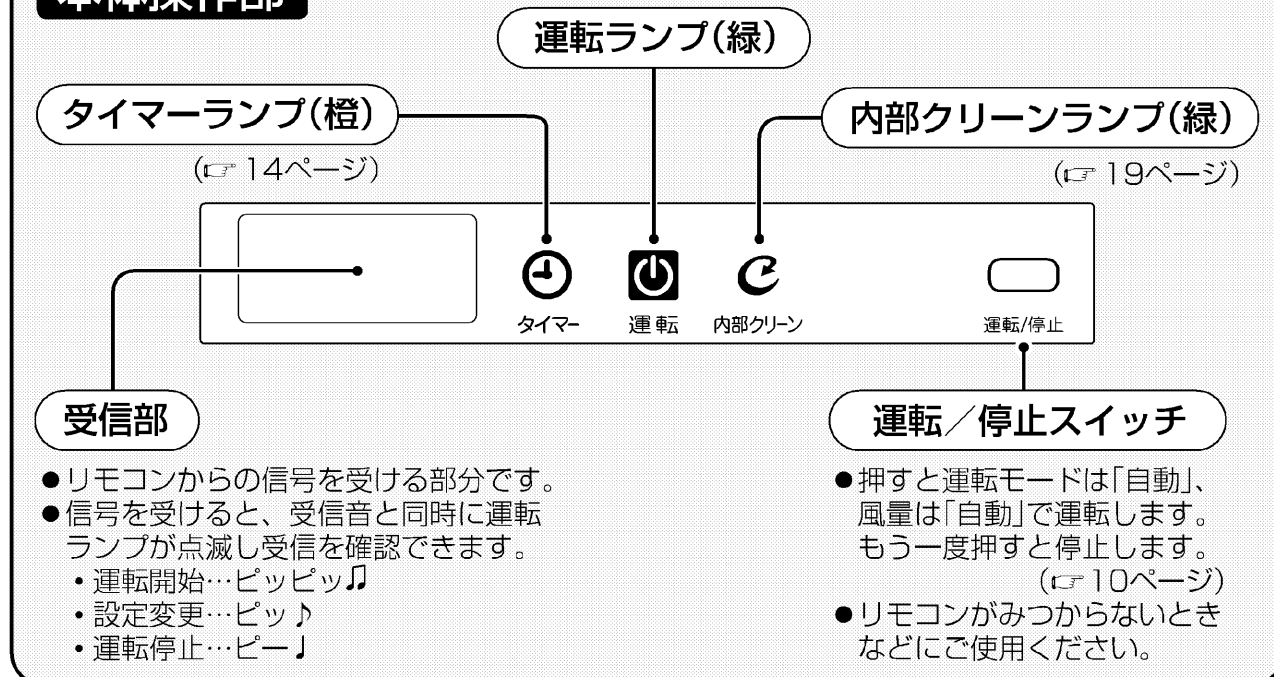 本体操作部
運転ランプ(緑)
タイマーランプ(橙)
(☞14ページ)
内部クリーンランプ(緑)
(☞19ページ)
タイマー
運転
内部クリーン
運転/停止
受信部
●リモコンからの信号を受ける部分です。
●信号を受けると、受信音と同時に運転
ランプが点滅し受信を確認できます。
・運転開始…ピッピッ♫
・設定変更…ピッ♪
・運転停止…ピー♩
運転/停止スイッチ
●押すと運転モードは「自動」、
風量は「自動」で運転します。
もう一度押すと停止します。
(☞10ページ)
●リモコンがみつからないとき
などにご使用ください。